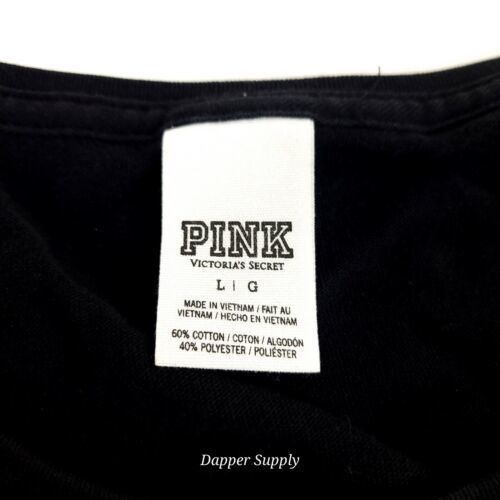 PINK
VICTORIA'S SECRET
L | G
MADE IN VIETNAM / FAIT AU
VIETNAM / HECHO EN VIETNAM
60% COTTON / COTON / ALGODÓN
40% POLYESTER / POLIÉSTER
Dapper Supply